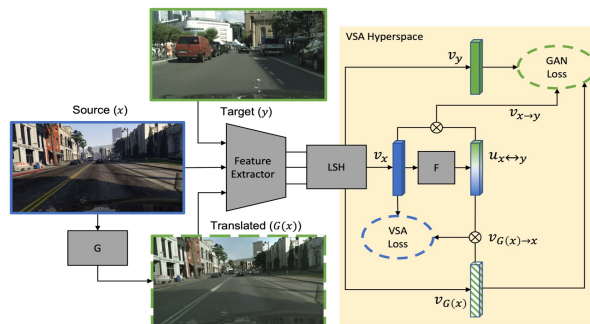 VSA Hyperspace
Target (y)
Source (x)
v_y
GAN
Loss
v_{x→y}
Feature
Extractor
LSH
v_x
F
u_{x↔y}
VSA
Loss
v_{G(x)→x}
G
Translated (G(x))
v_{G(x)}